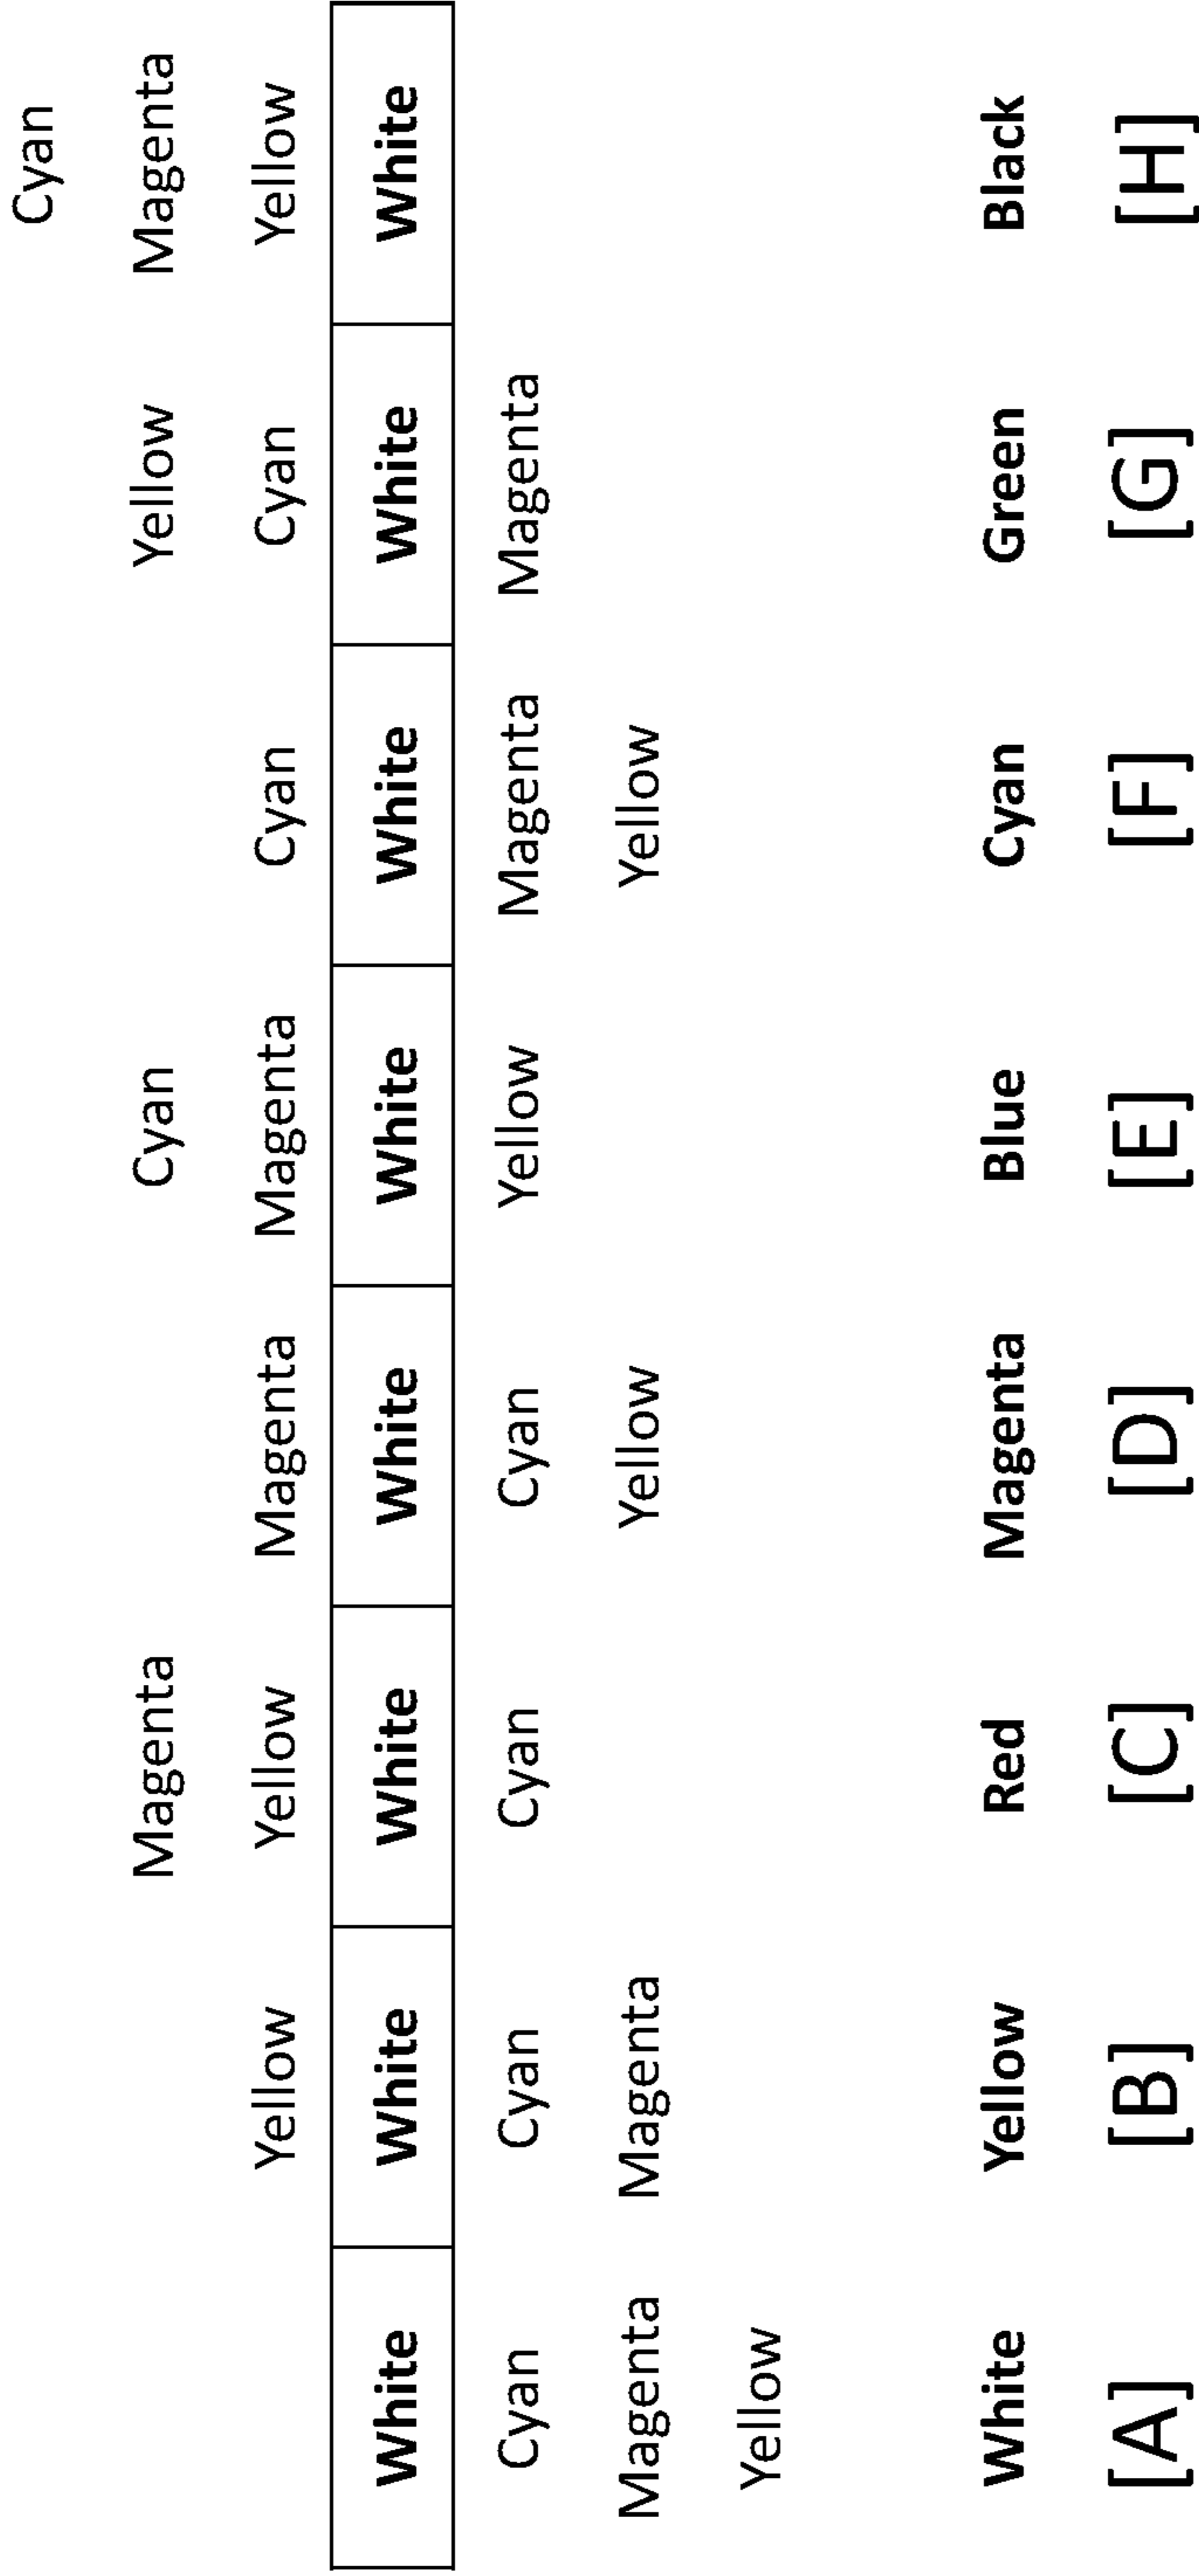 Cyan
Magenta Cyan Yellow Magenta
Yellow Yellow Magenta Magenta Cyan Cyan Yellow
White White White White White White White White
Cyan Cyan Cyan Cyan Yellow Magenta Magenta
Magenta Magenta Yellow Yellow
Yellow
White Yellow Red Magenta Blue Cyan Green Black
[A] [B] [C] [D] [E] [F] [G] [H]